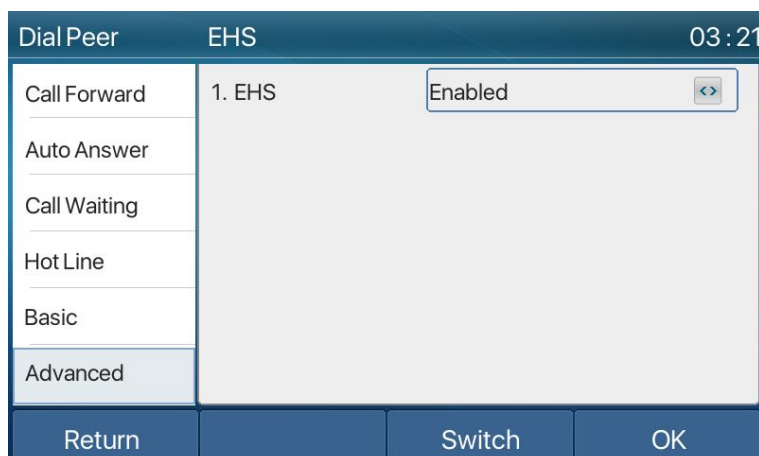 Dial Peer EHS 03:21
Call Forward
1. EHS Enabled
Auto Answer
Call Waiting
Hot Line
Basic
Advanced
Return Switch OK